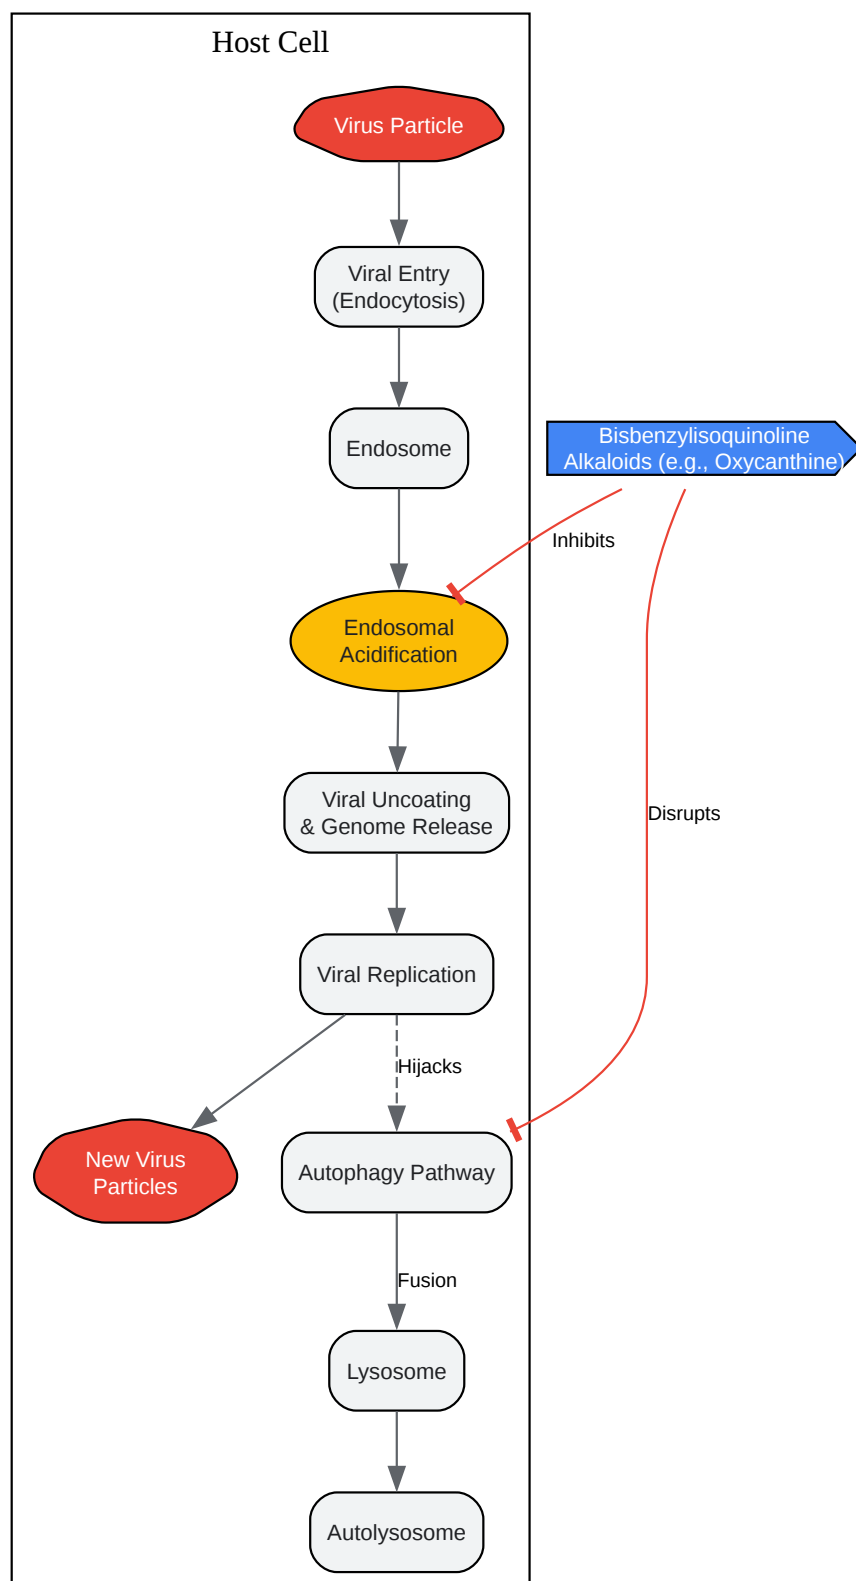 Host Cell
Virus Particle
Viral Entry
(Endocytosis)
Endosome
Bisbenzylisoquinoline
Alkaloids (e.g., Oxycanthine)
Inhibits
Endosomal
Acidification
Viral Uncoating
& Genome Release
Disrupts
Viral Replication
Hijacks
New Virus
Particles
Autophagy Pathway
Fusion
Lysosome
Autolysosome